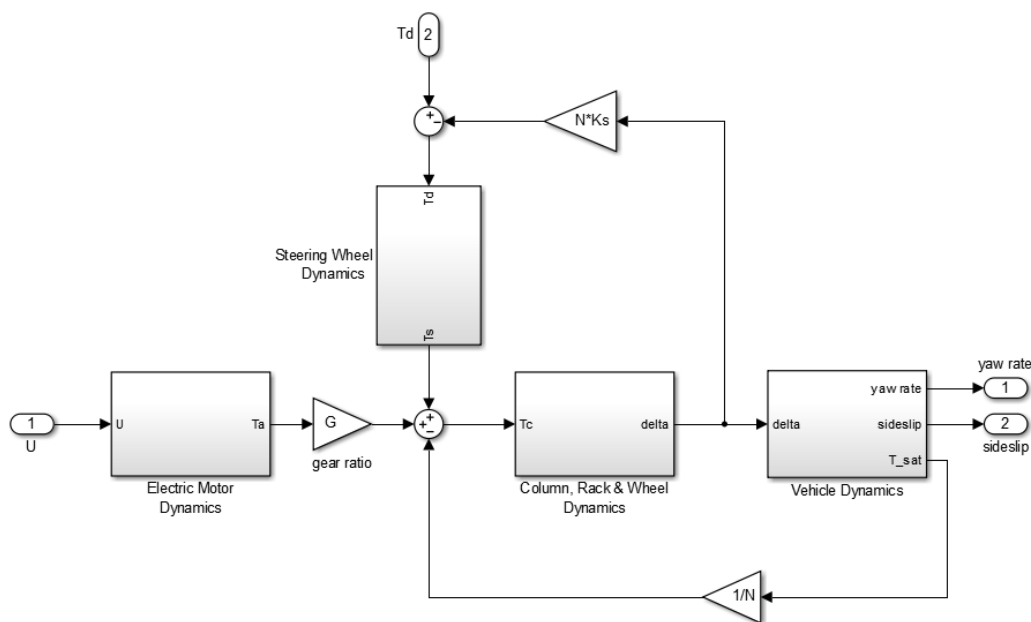 Td
2
+
−
N*Ks
Td
Steering Wheel
Dynamics
Ts
1
U
U
Ta
Electric Motor
Dynamics
G
gear ratio
+
+
−
Tc
delta
Column, Rack & Wheel
Dynamics
delta
yaw rate
sideslip
T_sat
Vehicle Dynamics
yaw rate
1
2
sideslip
1/N